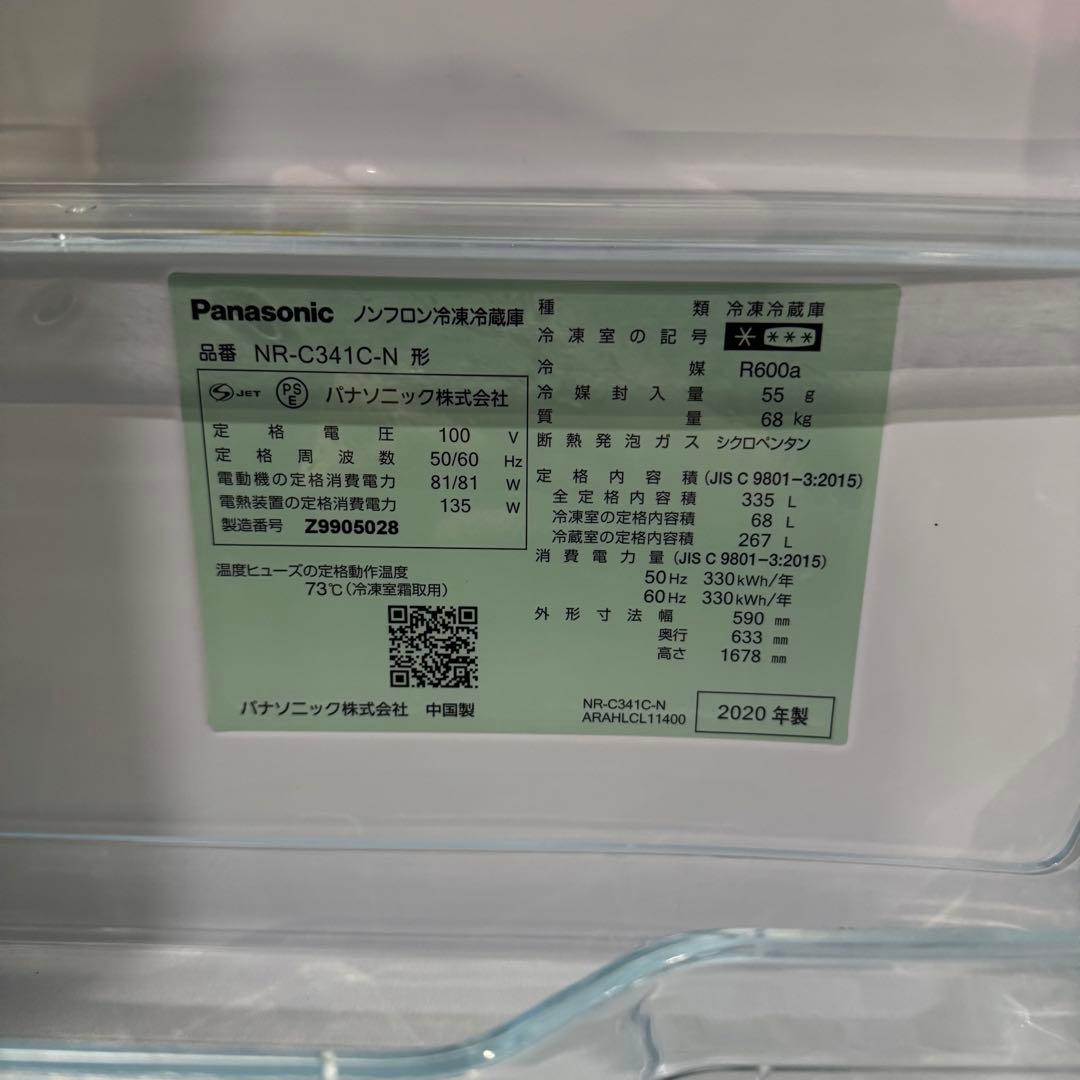 Panasonic ノンフロン冷凍冷蔵庫
品番 NR-C341C-N 形
JET PSE パナソニック株式会社
定格電圧 100 V
定格周波数 50/60 Hz
電動機の定格消費電力 81/81 W
電熱装置の定格消費電力 135 W
製造番号 Z9905028
温度ヒューズの定格動作温度
73℃(冷凍室霜取用)
パナソニック株式会社 中国製
種類 冷凍冷蔵庫
冷凍室の記号 * ***
冷媒 R600a
冷媒封入量 55 g
質量 68 kg
断熱発泡ガス シクロペンタン
定格内容積 (JIS C 9801-3:2015)
全定格内容積 335 L
冷凍室の定格内容積 68 L
冷蔵室の定格内容積 267 L
消費電力量 (JIS C 9801-3:2015)
50Hz 330kWh/年
60Hz 330kWh/年
外形寸法 幅 590 mm
奥行 633 mm
高さ 1678 mm
NR-C341C-N
ARAHLCL11400
2020年製